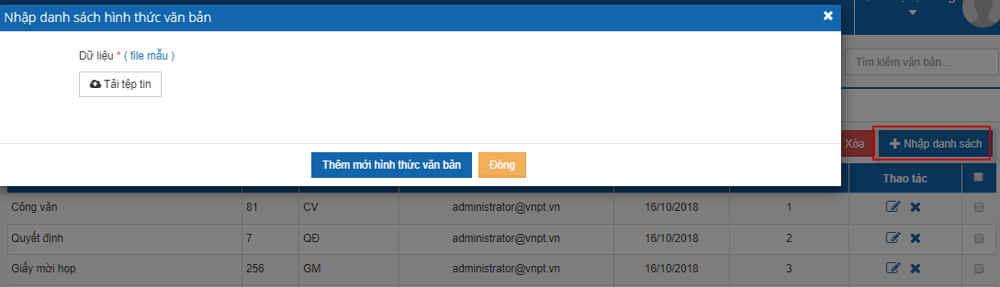 Nhập danh sách hình thức văn bản
Dữ liệu * ( file mẫu )
Tải tệp tin
Thêm mới hình thức văn bản Đóng
Tìm kiếm văn bản...
Xóa Nhập danh sách
Thao tác
Công văn 81 CV administrator@vnpt.vn 16/10/2018 1
Quyết định 7 QĐ administrator@vnpt.vn 16/10/2018 2
Giấy mời họp 256 GM administrator@vnpt.vn 16/10/2018 3